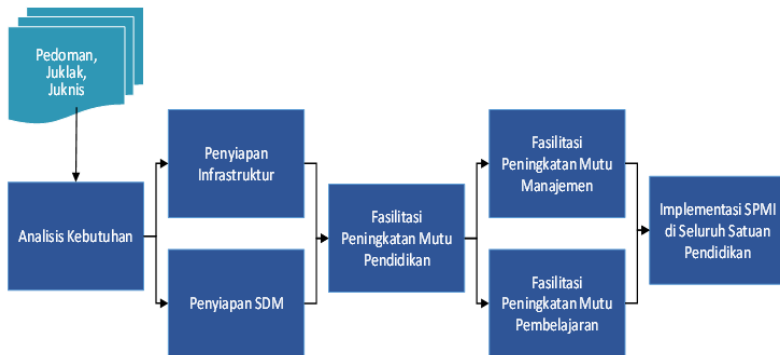 Pedoman,
Juklak,
Juknis
Analisis Kebutuhan
Penyiapan
Infrastruktur
Penyiapan SDM
Fasilitasi
Peningkatan Mutu
Pendidikan
Fasilitasi
Peningkatan Mutu
Manajemen
Fasilitasi
Peningkatan Mutu
Pembelajaran
Implementasi SPMI
di Seluruh Satuan
Pendidikan